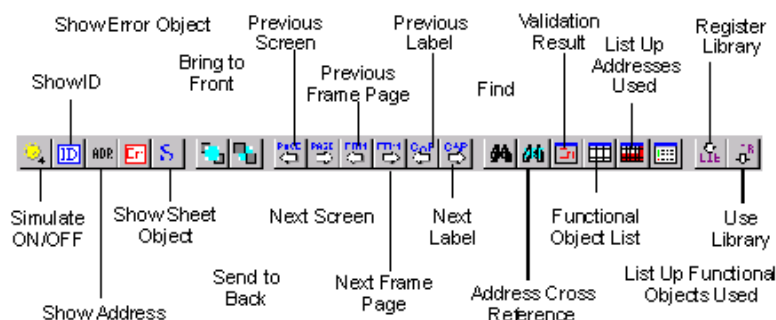 Show Error Object
Previous
Screen
Previous
Label
Validation
Result
Register
Library
Bring to
Front
List Up
Addresses
Used
ShowID
Previous
Frame Page
Find
ID
ADR
Er
S
PAGE
PAGE
CAP
CAP
LIB
Simulate
ON/OFF
Show Sheet
Object
Next Screen
Next
Label
Functional
Object List
Use
Library
Send to
Back
Next Frame
Page
Address Cross
Reference
List Up Functional
Objects Used
Show Address